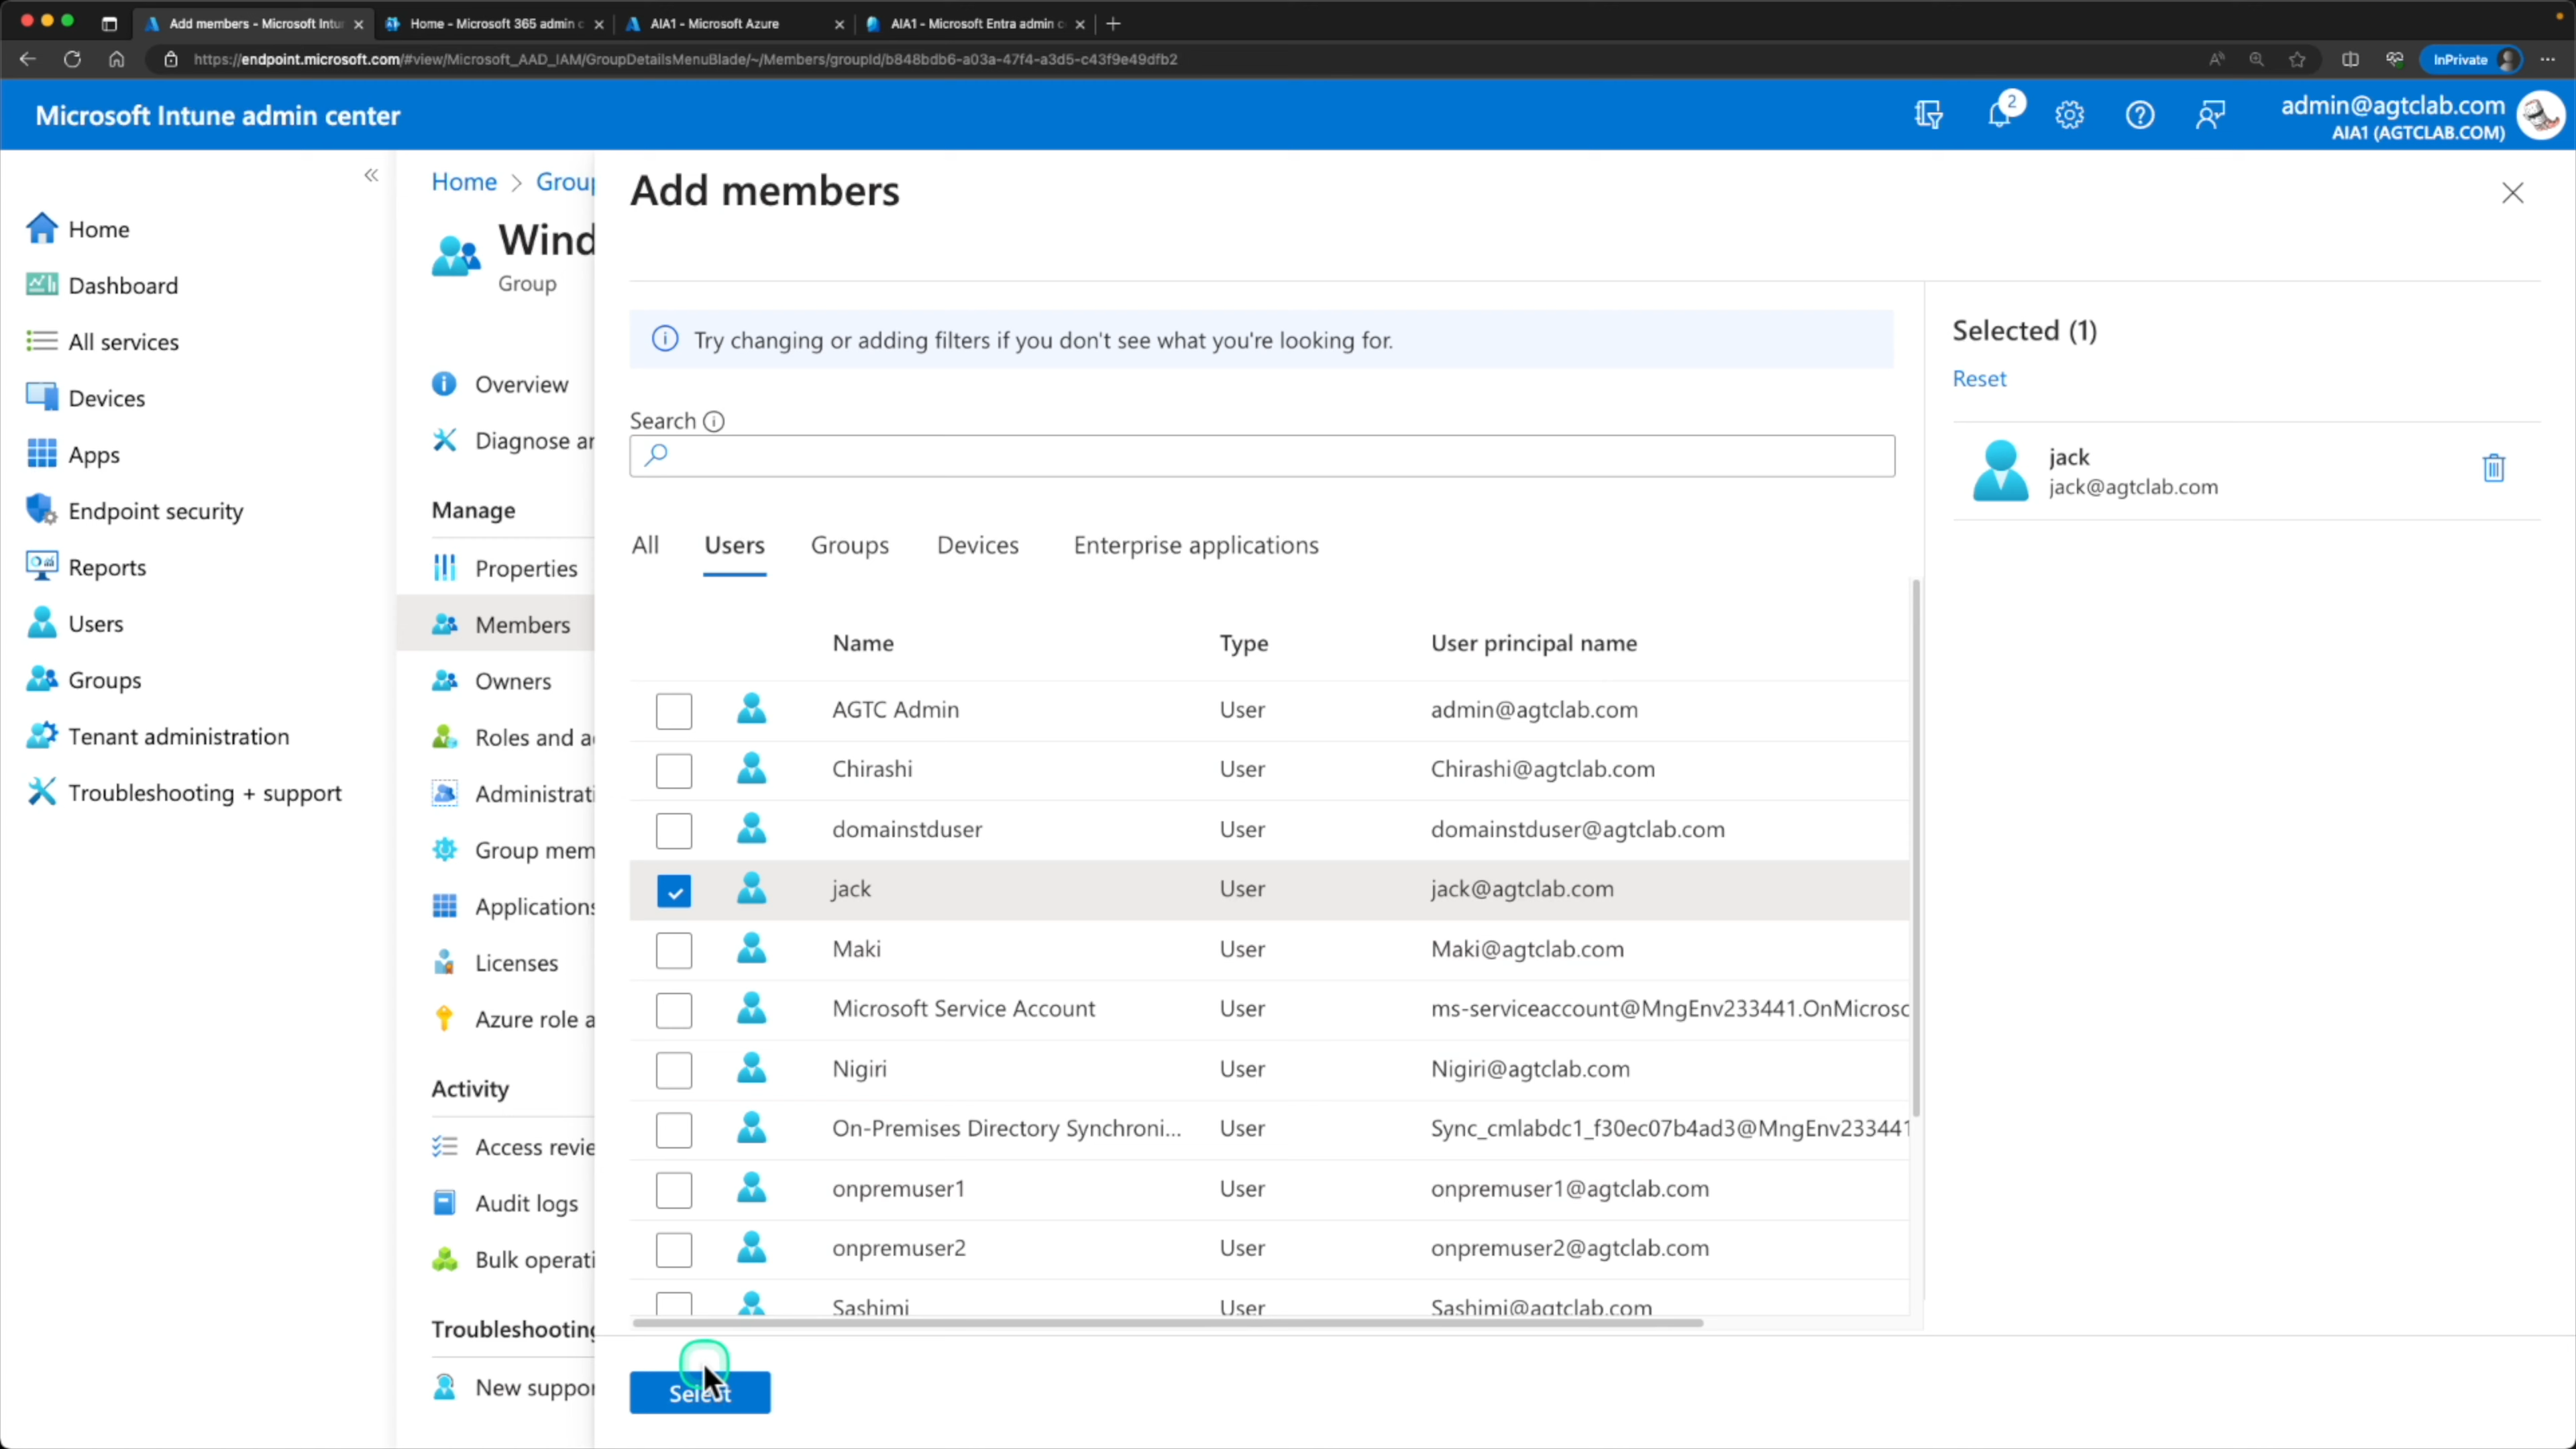 Add members - Microsoft Intu
Home - Microsoft 365 admin c
AIA1 - Microsoft Azure
AIA1 - Microsoft Entra admin c
https://endpoint.microsoft.com/#view/Microsoft_AAD_IAM/GroupDetailsMenuBlade/~/Members/groupId/b848bdb6-a03a-47f4-a3d5-c43f9e49dfb2
InPrivate
Microsoft Intune admin center
2
admin@agtclab.com
AIA1 (AGTCLAB.COM)
Home
Dashboard
All services
Devices
Apps
Endpoint security
Reports
Users
Groups
Tenant administration
Troubleshooting + support
Home > Group
Wind
Group
Overview
Diagnose an
Manage
Properties
Members
Owners
Roles and a
Administrati
Group mem
Applications
Licenses
Azure role a
Activity
Access revie
Audit logs
Bulk operati
Troubleshooting
New suppor
Add members
Try changing or adding filters if you don't see what you're looking for.
Search
All Users Groups Devices Enterprise applications
Name Type User principal name
AGTC Admin User admin@agtclab.com
Chirashi User Chirashi@agtclab.com
domainstduser User domainstduser@agtclab.com
jack User jack@agtclab.com
Maki User Maki@agtclab.com
Microsoft Service Account User ms-serviceaccount@MngEnv233441.OnMicrosc
Nigiri User Nigiri@agtclab.com
On-Premises Directory Synchroni... User Sync_cmlabdc1_f30ec07b4ad3@MngEnv233441
onpremuser1 User onpremuser1@agtclab.com
onpremuser2 User onpremuser2@agtclab.com
Sashimi User Sashimi@agtclab.com
Select
Selected (1)
Reset
jack
jack@agtclab.com